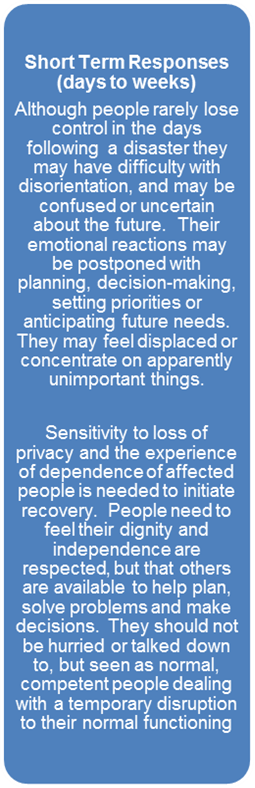 Short Term Responses
(days to weeks)
Although people rarely lose
control in the days
following a disaster they
may have difficulty with
disorientation, and may be
confused or uncertain
about the future. Their
emotional reactions may
be postponed with
planning, decision-making,
setting priorities or
anticipating future needs.
They may feel displaced or
concentrate on apparently
unimportant things.
Sensitivity to loss of
privacy and the experience
of dependence of affected
people is needed to initiate
recovery. People need to
feel their dignity and
independence are
respected, but that others
are available to help plan,
solve problems and make
decisions. They should not
be hurried or talked down
to, but seen as normal,
competent people dealing
with a temporary disruption
to their normal functioning